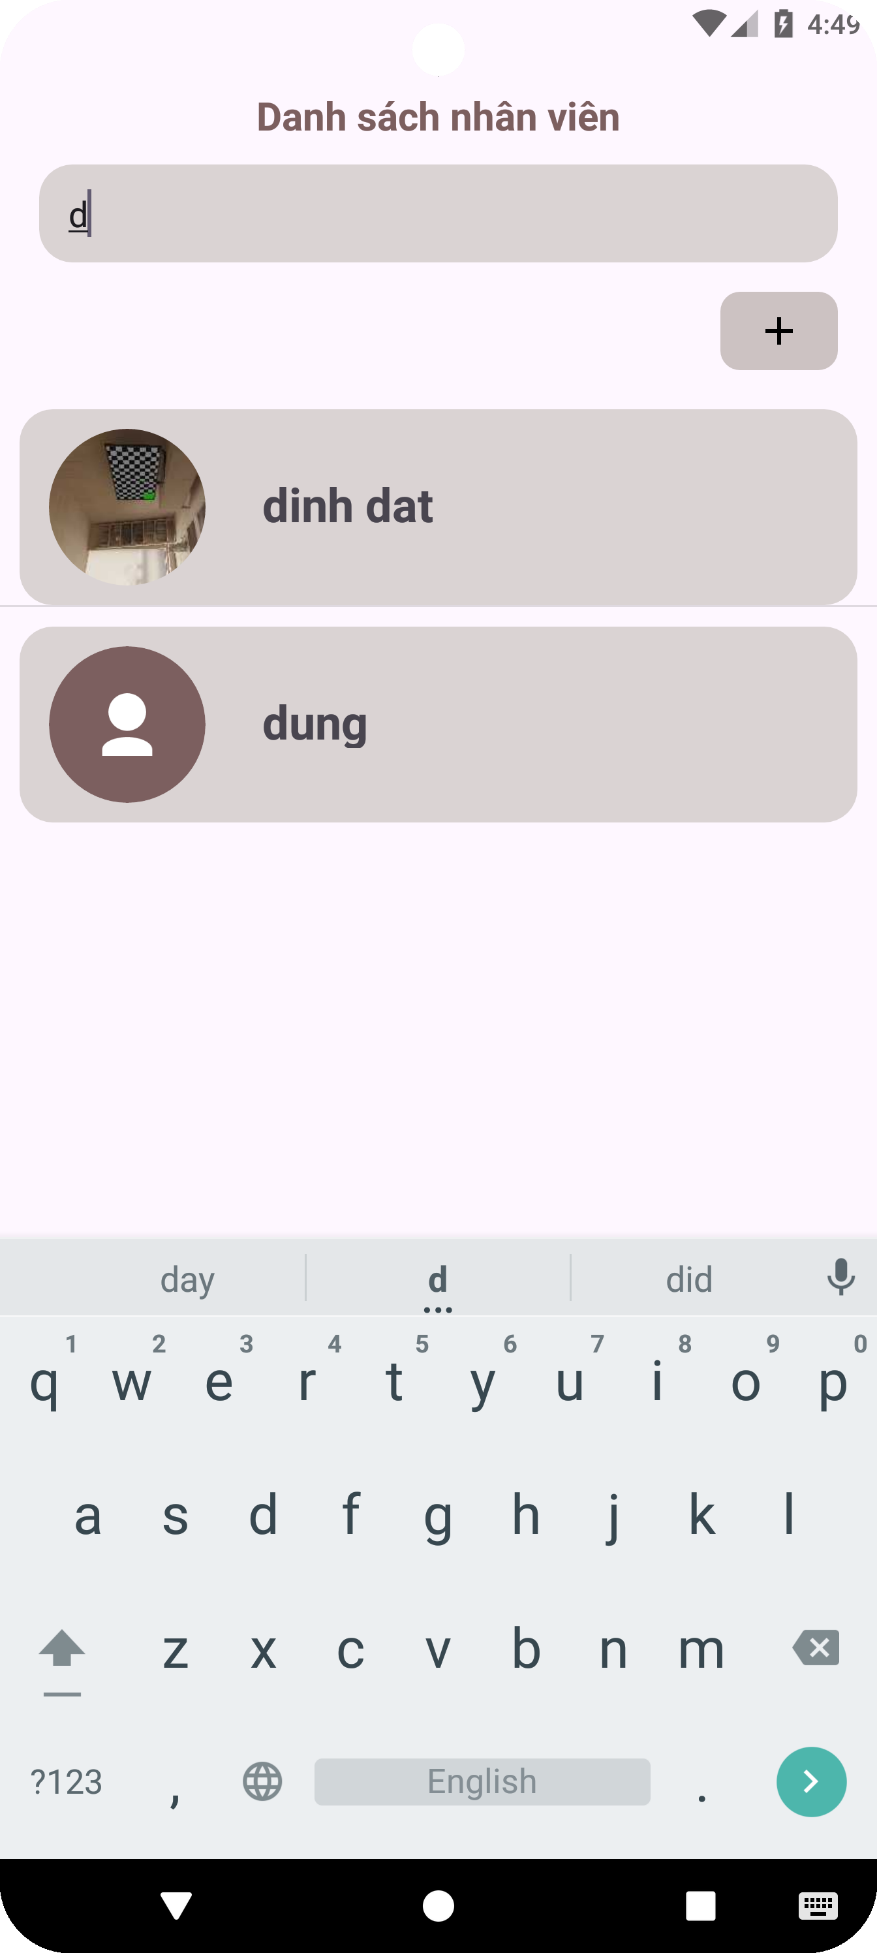 4:49
Danh sách nhân viên
d
+
dinh dat
dung
day d did
1 2 3 4 5 6 7 8 9 0
q w e r t y u i o p
a s d f g h j k l
z x c v b n m
?123 , English .